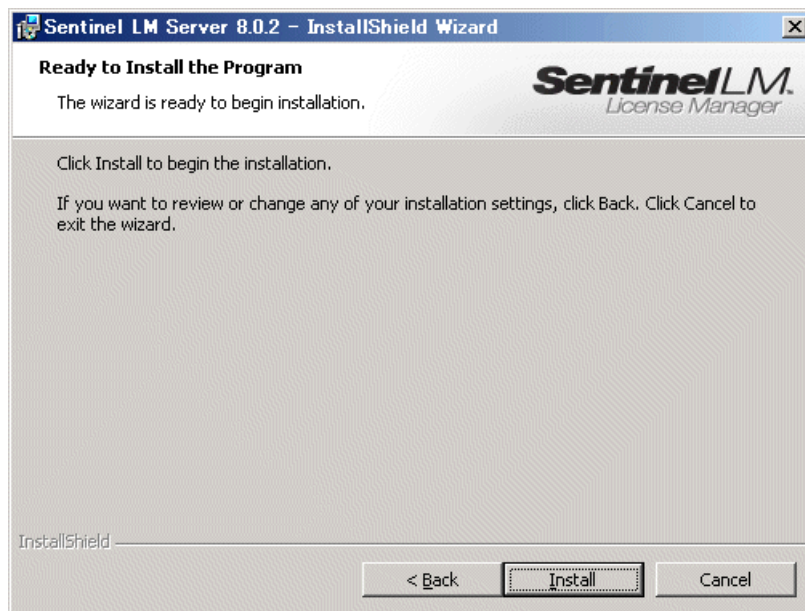 Sentinel LM Server 8.0.2 - InstallShield Wizard
Ready to Install the Program
The wizard is ready to begin installation.
SentinelLM.
License Manager
Click Install to begin the installation.
If you want to review or change any of your installation settings, click Back. Click Cancel to
exit the wizard.
InstallShield
< Back
Install
Cancel